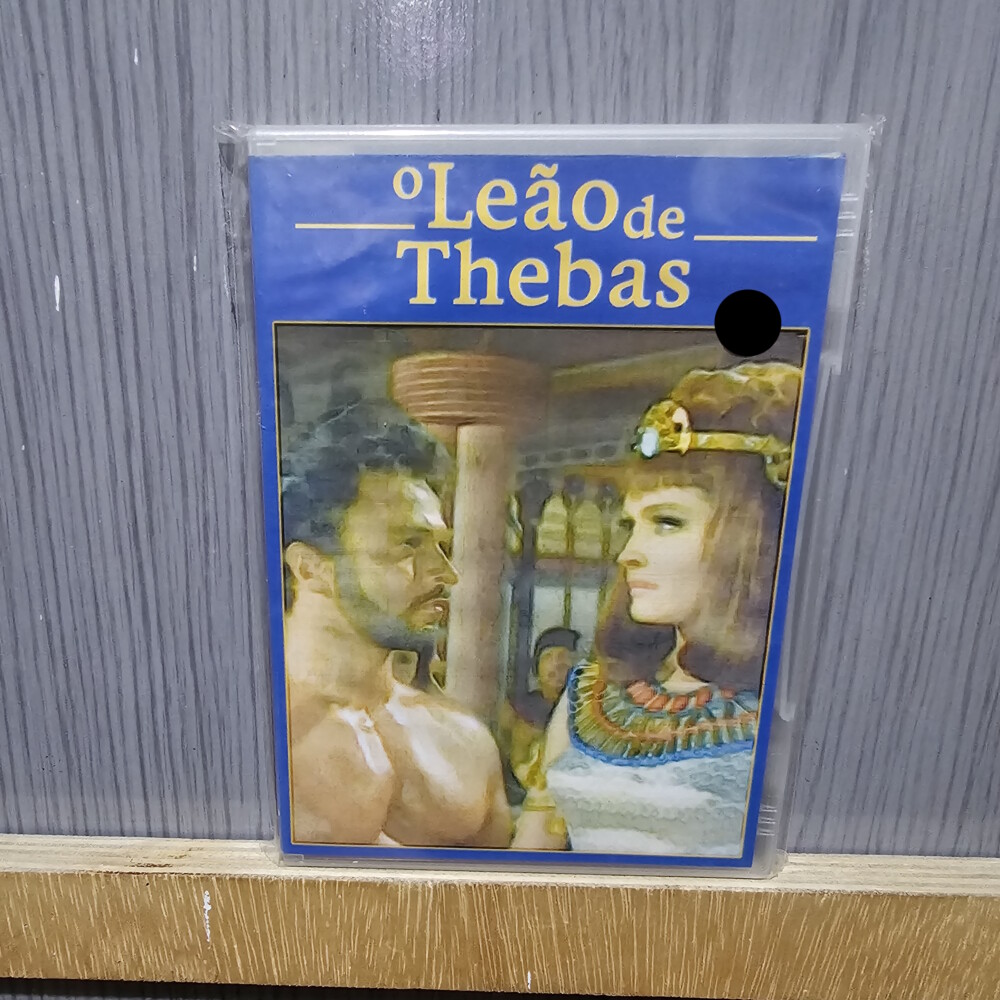 O Leão de
Thebas